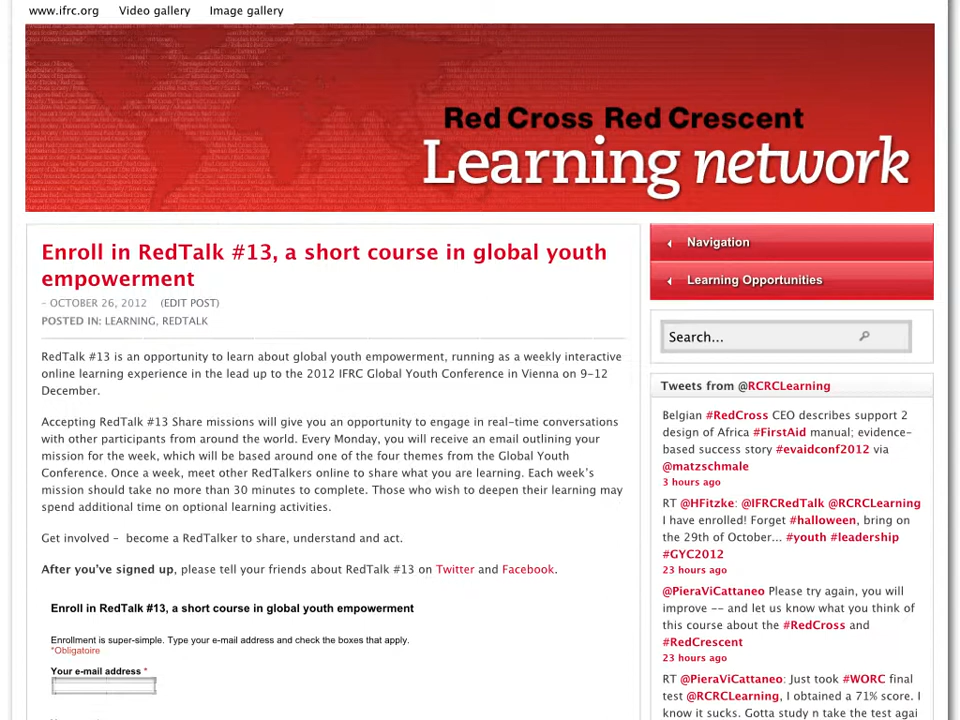 www.ifrc.org Video gallery Image gallery
Red Cross Red Crescent
Learning network
Enroll in RedTalk #13, a short course in global youth
empowerment
– OCTOBER 26, 2012 (EDIT POST)
POSTED IN: LEARNING, REDTALK
RedTalk #13 is an opportunity to learn about global youth empowerment, running as a weekly interactive
online learning experience in the lead up to the 2012 IFRC Global Youth Conference in Vienna on 9–12
December.
Accepting RedTalk #13 Share missions will give you an opportunity to engage in real-time conversations
with other participants from around the world. Every Monday, you will receive an email outlining your
mission for the week, which will be based around one of the four themes from the Global Youth
Conference. Once a week, meet other RedTalkers online to share what you are learning. Each week's
mission should take no more than 30 minutes to complete. Those who wish to deepen their learning may
spend additional time on optional learning activities.
Get involved – become a RedTalker to share, understand and act.
After you've signed up, please tell your friends about RedTalk #13 on Twitter and Facebook.
Enroll in RedTalk #13, a short course in global youth empowerment
Enrollment is super-simple. Type your e-mail address and check the boxes that apply.
*Obligatoire
Your e-mail address *
Navigation
Learning Opportunities
Search...
Tweets from @RCRCLearning
Belgian #RedCross CEO describes support 2
design of Africa #FirstAid manual; evidence-
based success story #evaidconf2012 via
@matzschmale
3 hours ago
RT @HFitzke: @IFRCRedTalk @RCRCLearning
I have enrolled! Forget #halloween, bring on
the 29th of October... #youth #leadership
#GYC2012
23 hours ago
@PieraViCattaneo Please try again, you will
improve -- and let us know what you think of
this course about the #RedCross and
#RedCrescent
23 hours ago
RT @PieraViCattaneo: Just took #WORC final
test @RCRCLearning, I obtained a 71% score. I
know it sucks. Gotta study n take the test agai